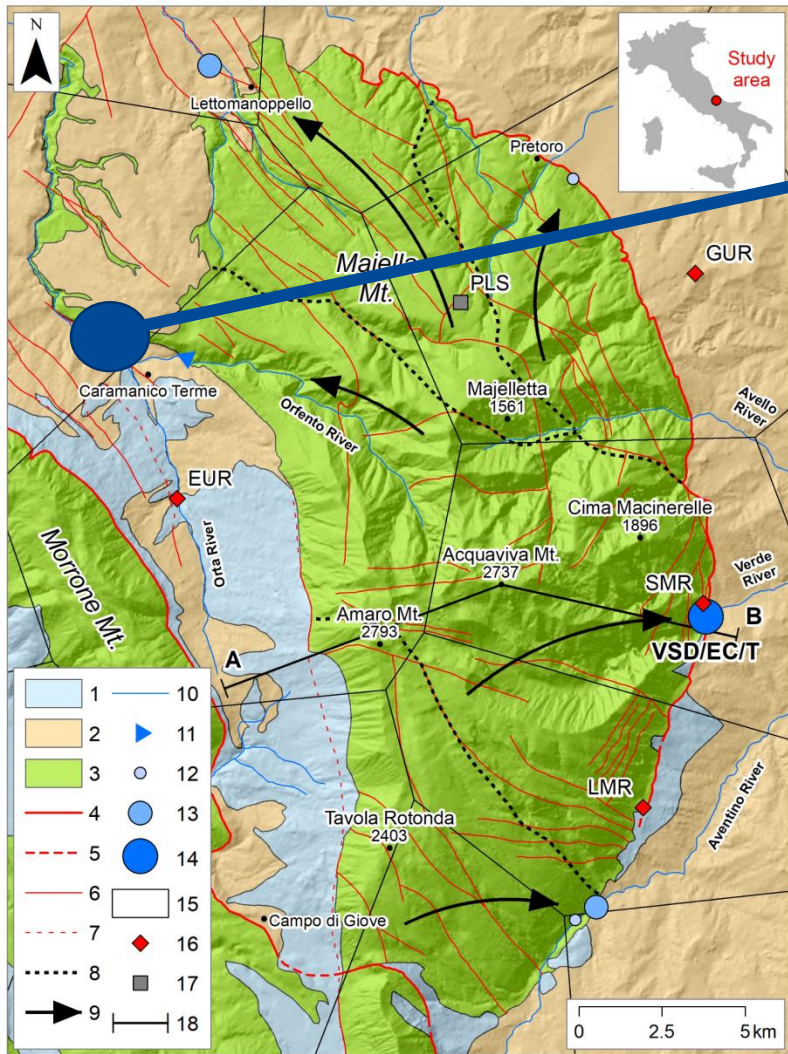 N
Study
area
Lettomanoppello
Pretoro
GUR
Majella
Mt.
PLS
Caramanico Terme
Majelletta
1561
Orfento River
Avello
River
EUR
Cima Macinerelle
1896
Orta River
Morrone Mt.
Acquaviva Mt.
2737
Verde
River
SMR
Amaro Mt.
2793
A
B
VSD/EC/T
LMR
Aventino River
Tavola Rotonda
2403
Campo di Giove
1
2
3
4
5
6
7
8
9
10
11
12
13
14
15
16
17
18
0 2.5 5 km